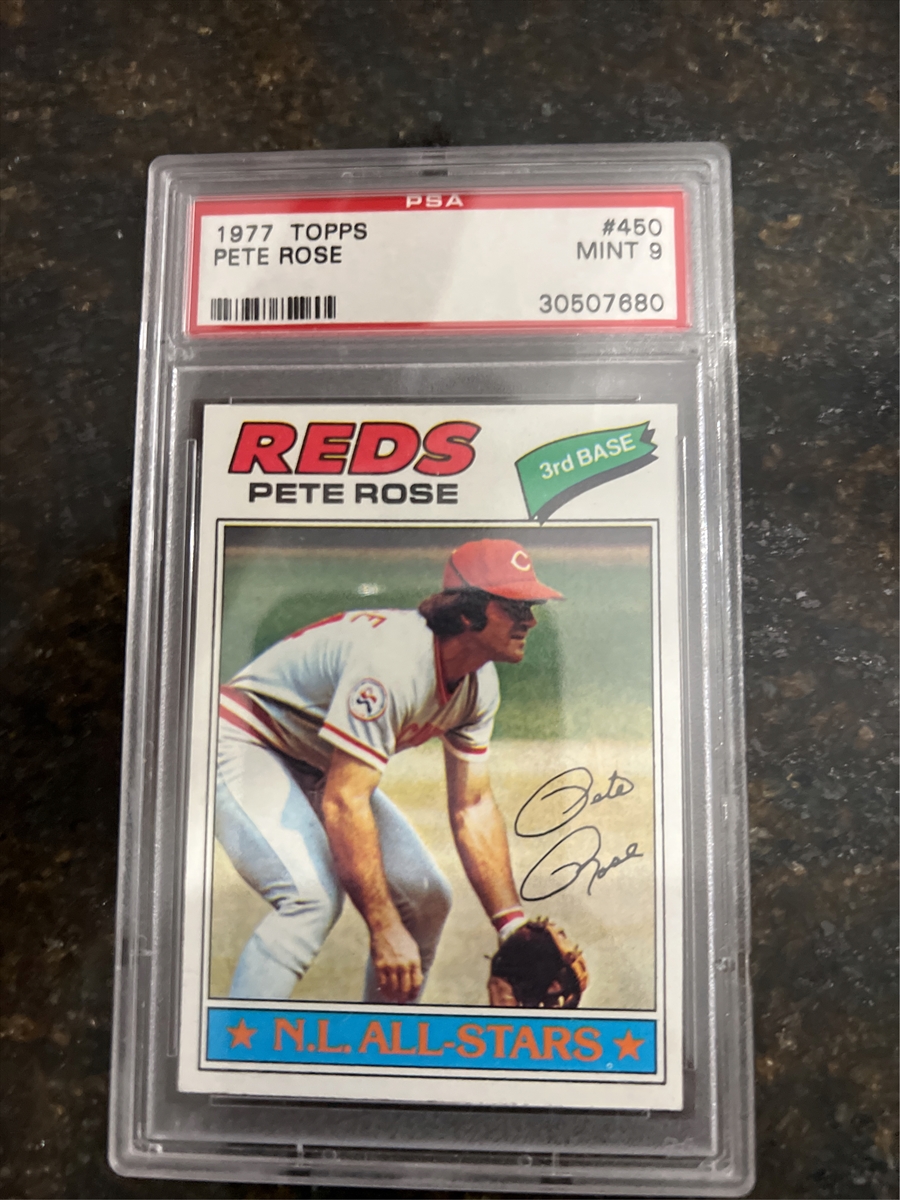 PSA
1977 TOPPS #450
PETE ROSE MINT 9
30507680
REDS
3rd BASE
PETE ROSE
C
Pete
Rose
★ N.L. ALL-STARS ★